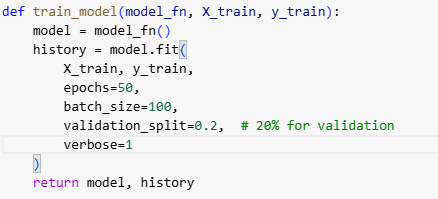 def train_model(model_fn, X_train, y_train):
    model = model_fn()
    history = model.fit(
        X_train, y_train,
        epochs=50,
        batch_size=100,
        validation_split=0.2,  # 20% for validation
        verbose=1
    )
    return model, history